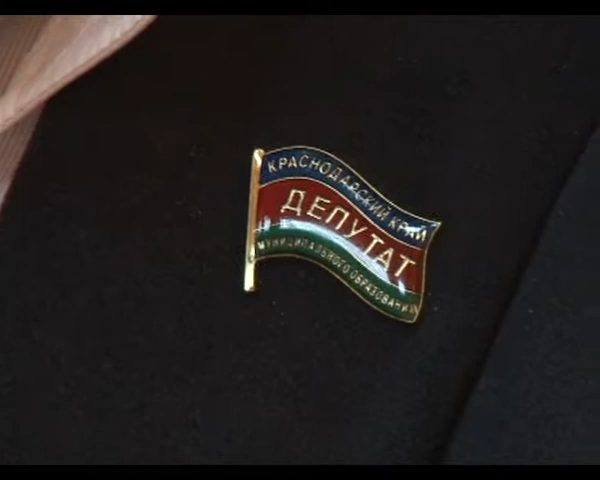 КРАСНОДАРСКИЙ КРАЙ
ДЕПУТАТ
МУНИЦИПАЛЬНОГО ОБРАЗОВАНИЯ